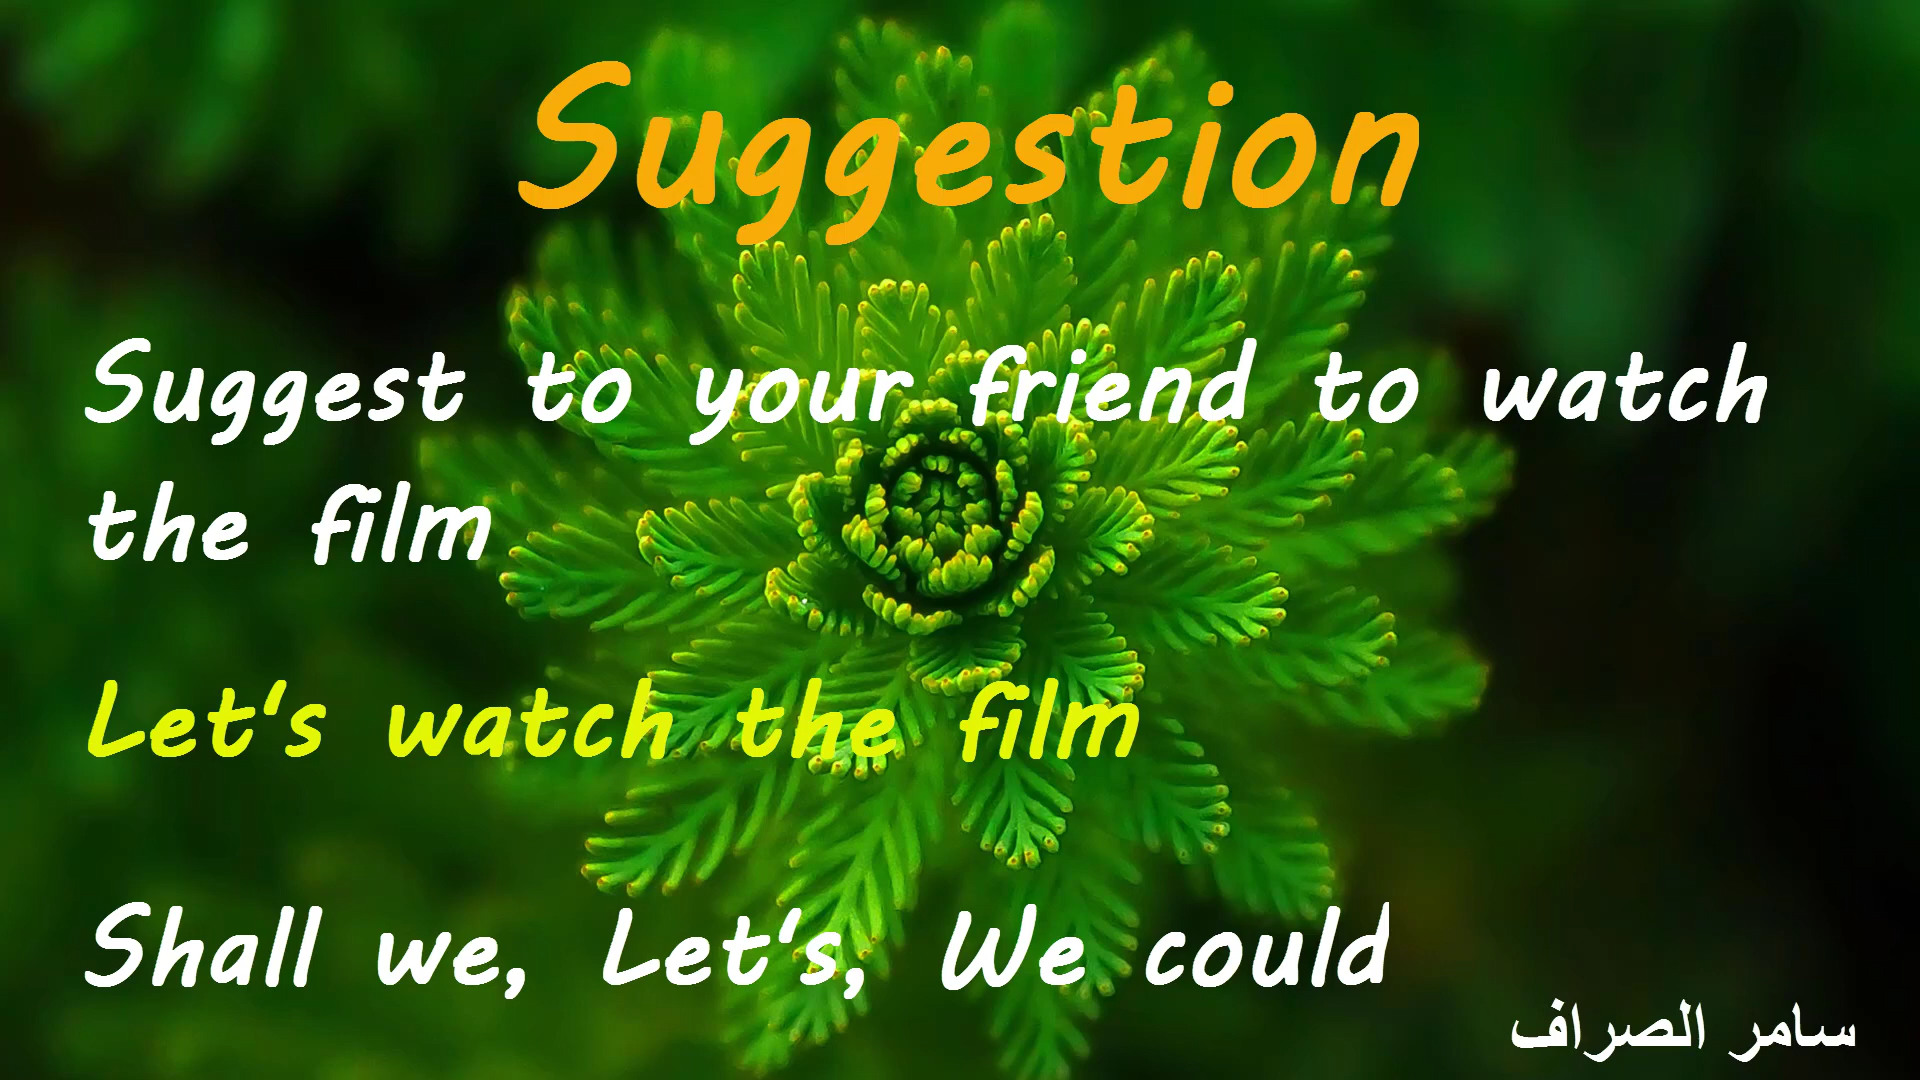 Suggestion
Suggest to your friend to watch
the film
Let's watch the film
Shall we, Let's, We could
سامر الصراف